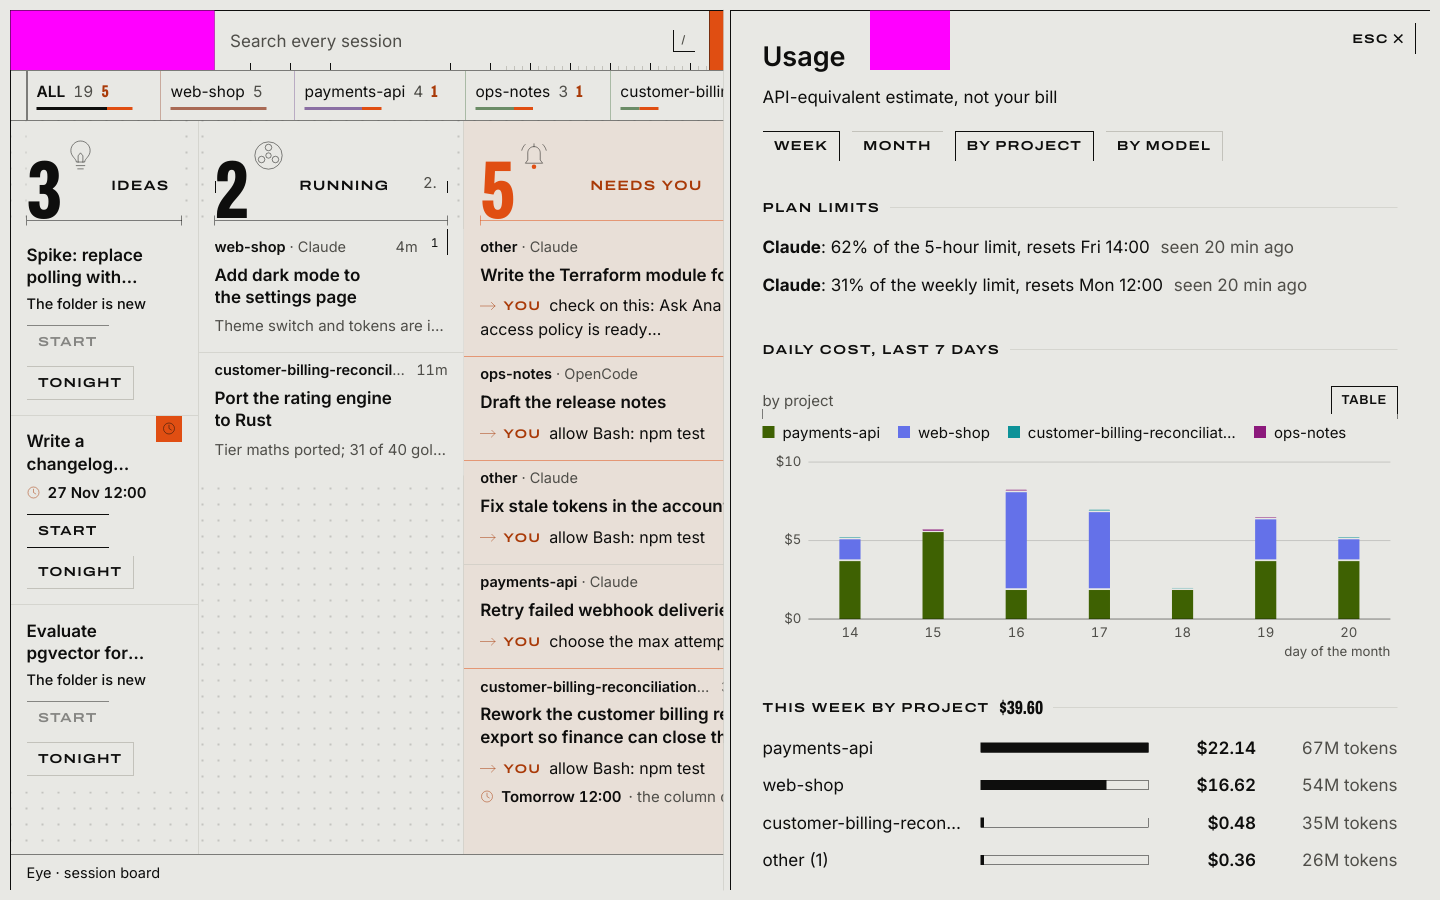 Search every session
/
ALL 19 5
web-shop 5
payments-api 4 1
ops-notes 3 1
customer-billin
3 IDEAS
Spike: replace
polling with...
The folder is new
START
TONIGHT
Write a
changelog...
27 Nov 12:00
START
TONIGHT
Evaluate
pgvector for...
The folder is new
START
TONIGHT
2 RUNNING 2.
web-shop · Claude 4m 1
Add dark mode to
the settings page
Theme switch and tokens are i...
customer-billing-reconcil... 11m
Port the rating engine
to Rust
Tier maths ported; 31 of 40 gol...
5 NEEDS YOU
other · Claude
Write the Terraform module fo
→ YOU check on this: Ask Ana
access policy is ready...
ops-notes · OpenCode
Draft the release notes
→ YOU allow Bash: npm test
other · Claude
Fix stale tokens in the accoun
→ YOU allow Bash: npm test
payments-api · Claude
Retry failed webhook deliverie
→ YOU choose the max attemp
customer-billing-reconciliation...
Rework the customer billing re
export so finance can close th
→ YOU allow Bash: npm test
Tomorrow 12:00 · the column
Eye · session board
Usage
ESC ×
API-equivalent estimate, not your bill
WEEK MONTH BY PROJECT BY MODEL
PLAN LIMITS
Claude: 62% of the 5-hour limit, resets Fri 14:00 seen 20 min ago
Claude: 31% of the weekly limit, resets Mon 12:00 seen 20 min ago
DAILY COST, LAST 7 DAYS
by project
TABLE
payments-api web-shop customer-billing-reconciliat... ops-notes
$10
$5
$0
14 15 16 17 18 19 20
day of the month
THIS WEEK BY PROJECT $39.60
payments-api $22.14 67M tokens
web-shop $16.62 54M tokens
customer-billing-recon... $0.48 35M tokens
other (1) $0.36 26M tokens